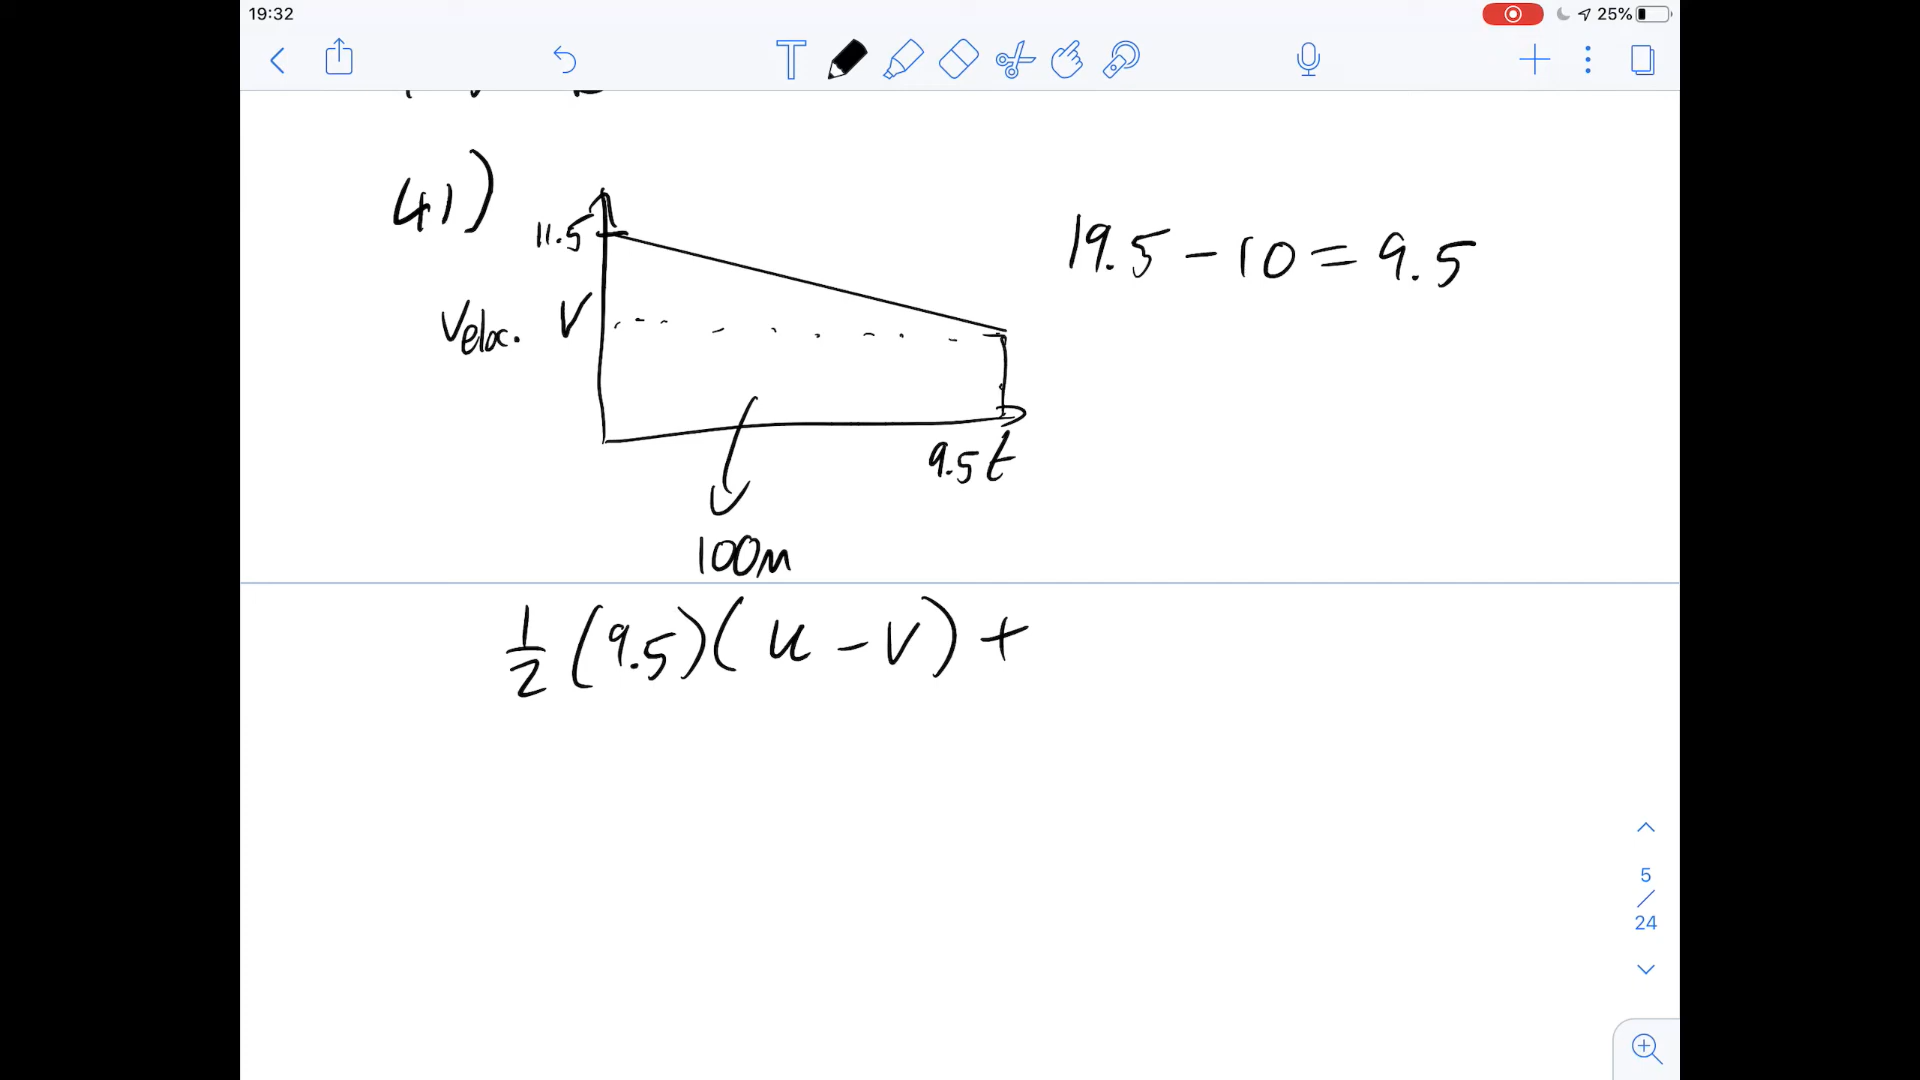 19:32
25%
T
41)
11.5
19.5 - 10 = 9.5
Veloc. V
9.5 t
100m
1/2 (9.5)(u - v) +
5
/
24